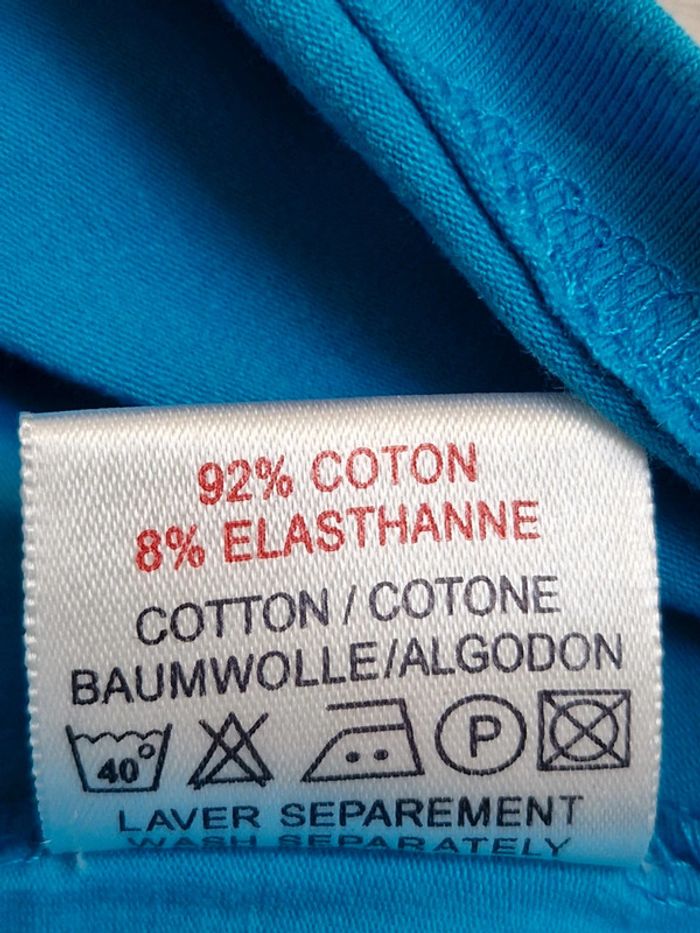 92% COTON
8% ELASTHANNE
COTTON / COTONE
BAUMWOLLE/ALGODON
40° P
LAVER SEPAREMENT
WASH SEPARATELY